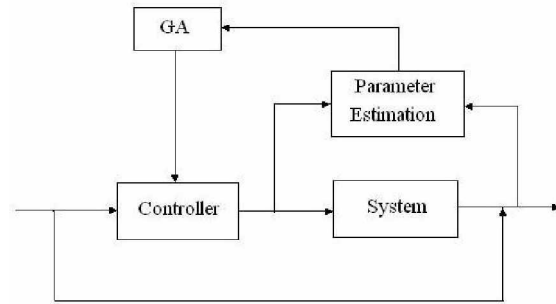 GA
Parameter
Estimation
Controller
System